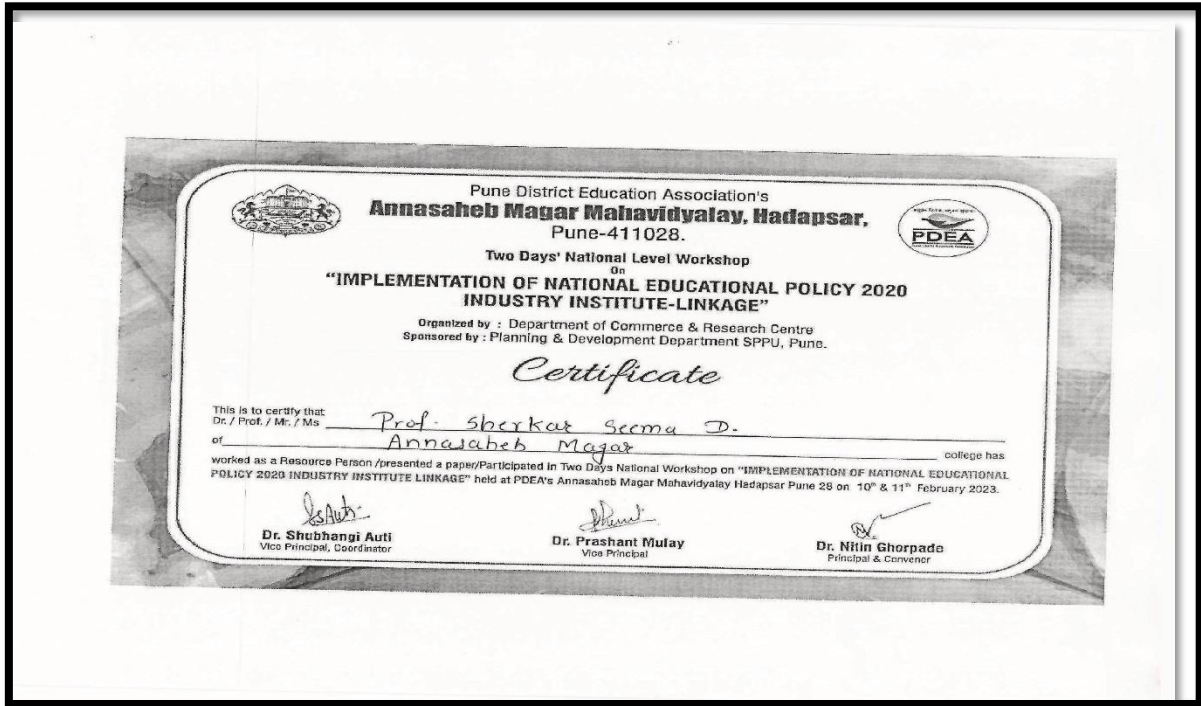 Pune District Education Association's
Annasaheb Magar Mahavidyalay, Hadapsar,
Pune-411028.
PDEA
Two Days' National Level Workshop
On
"IMPLEMENTATION OF NATIONAL EDUCATIONAL POLICY 2020
INDUSTRY INSTITUTE-LINKAGE"
Organized by : Department of Commerce & Research Centre
Sponsored by : Planning & Development Department SPPU, Pune.
Certificate
This is to certify that
Dr. / Prof. / Mr. / Ms Prof. Sherkar Seema D.
of Annasaheb Magar college has
worked as a Resource Person /presented a paper/Participated in Two Days National Workshop on "IMPLEMENTATION OF NATIONAL EDUCATIONAL
POLICY 2020 INDUSTRY INSTITUTE LINKAGE" held at PDEA's Annasaheb Magar Mahavidyalay Hadapsar Pune 28 on 10th & 11th February 2023.
Dr. Shubhangi Auti
Vice Principal, Coordinator
Dr. Prashant Mulay
Vice Principal
Dr. Nitin Ghorpade
Principal & Convenor